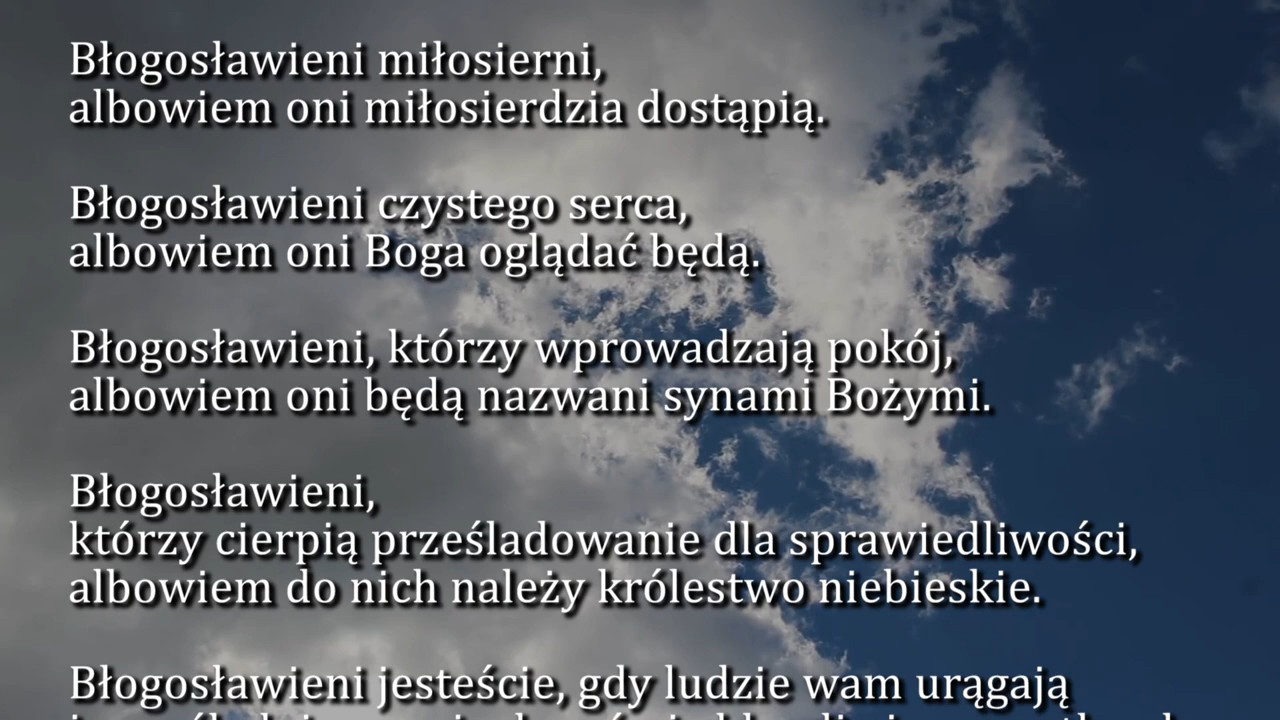 Błogosławieni miłosierni,
albowiem oni miłosierdzia dostąpią.
Błogosławieni czystego serca,
albowiem oni Boga oglądać będą.
Błogosławieni, którzy wprowadzają pokój,
albowiem oni będą nazwani synami Bożymi.
Błogosławieni,
którzy cierpią prześladowanie dla sprawiedliwości,
albowiem do nich należy królestwo niebieskie.
Błogosławieni jesteście, gdy ludzie wam urągają